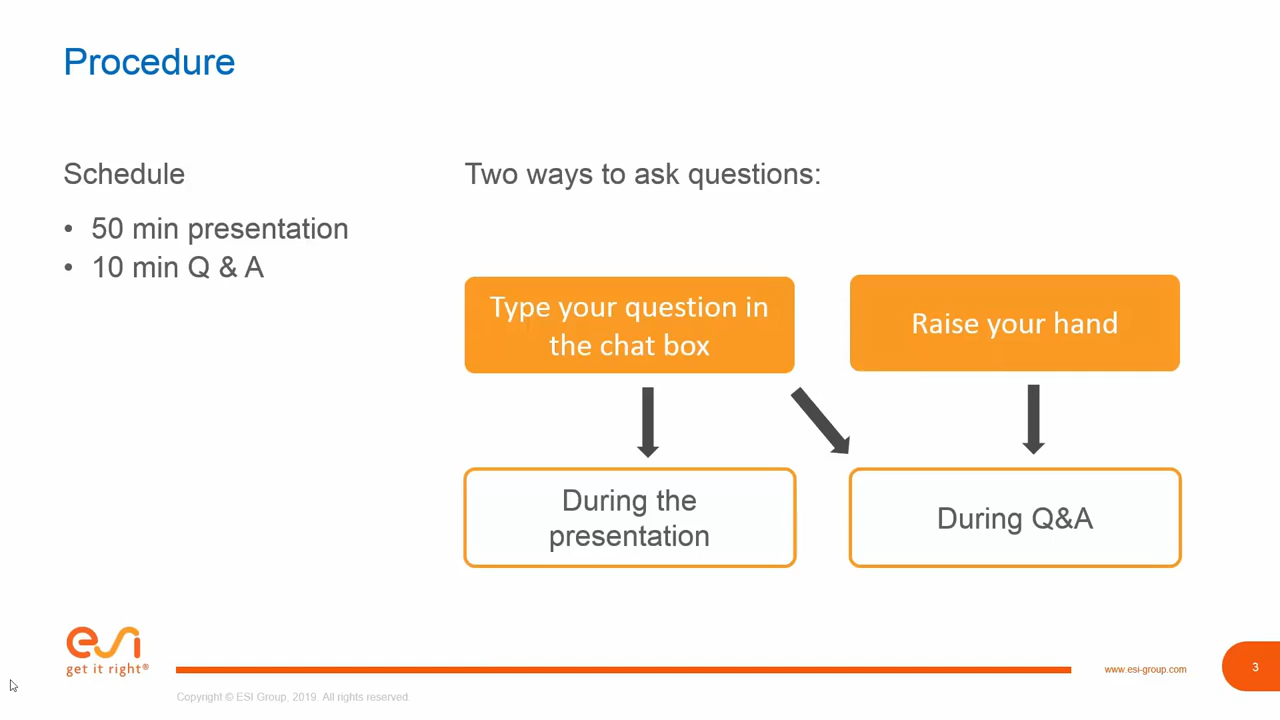 Procedure
Schedule
• 50 min presentation
• 10 min Q & A
Two ways to ask questions:
Type your question in
the chat box
Raise your hand
During the
presentation
During Q&A
esi
get it right®
www.esi-group.com
3
Copyright © ESI Group, 2019. All rights reserved.